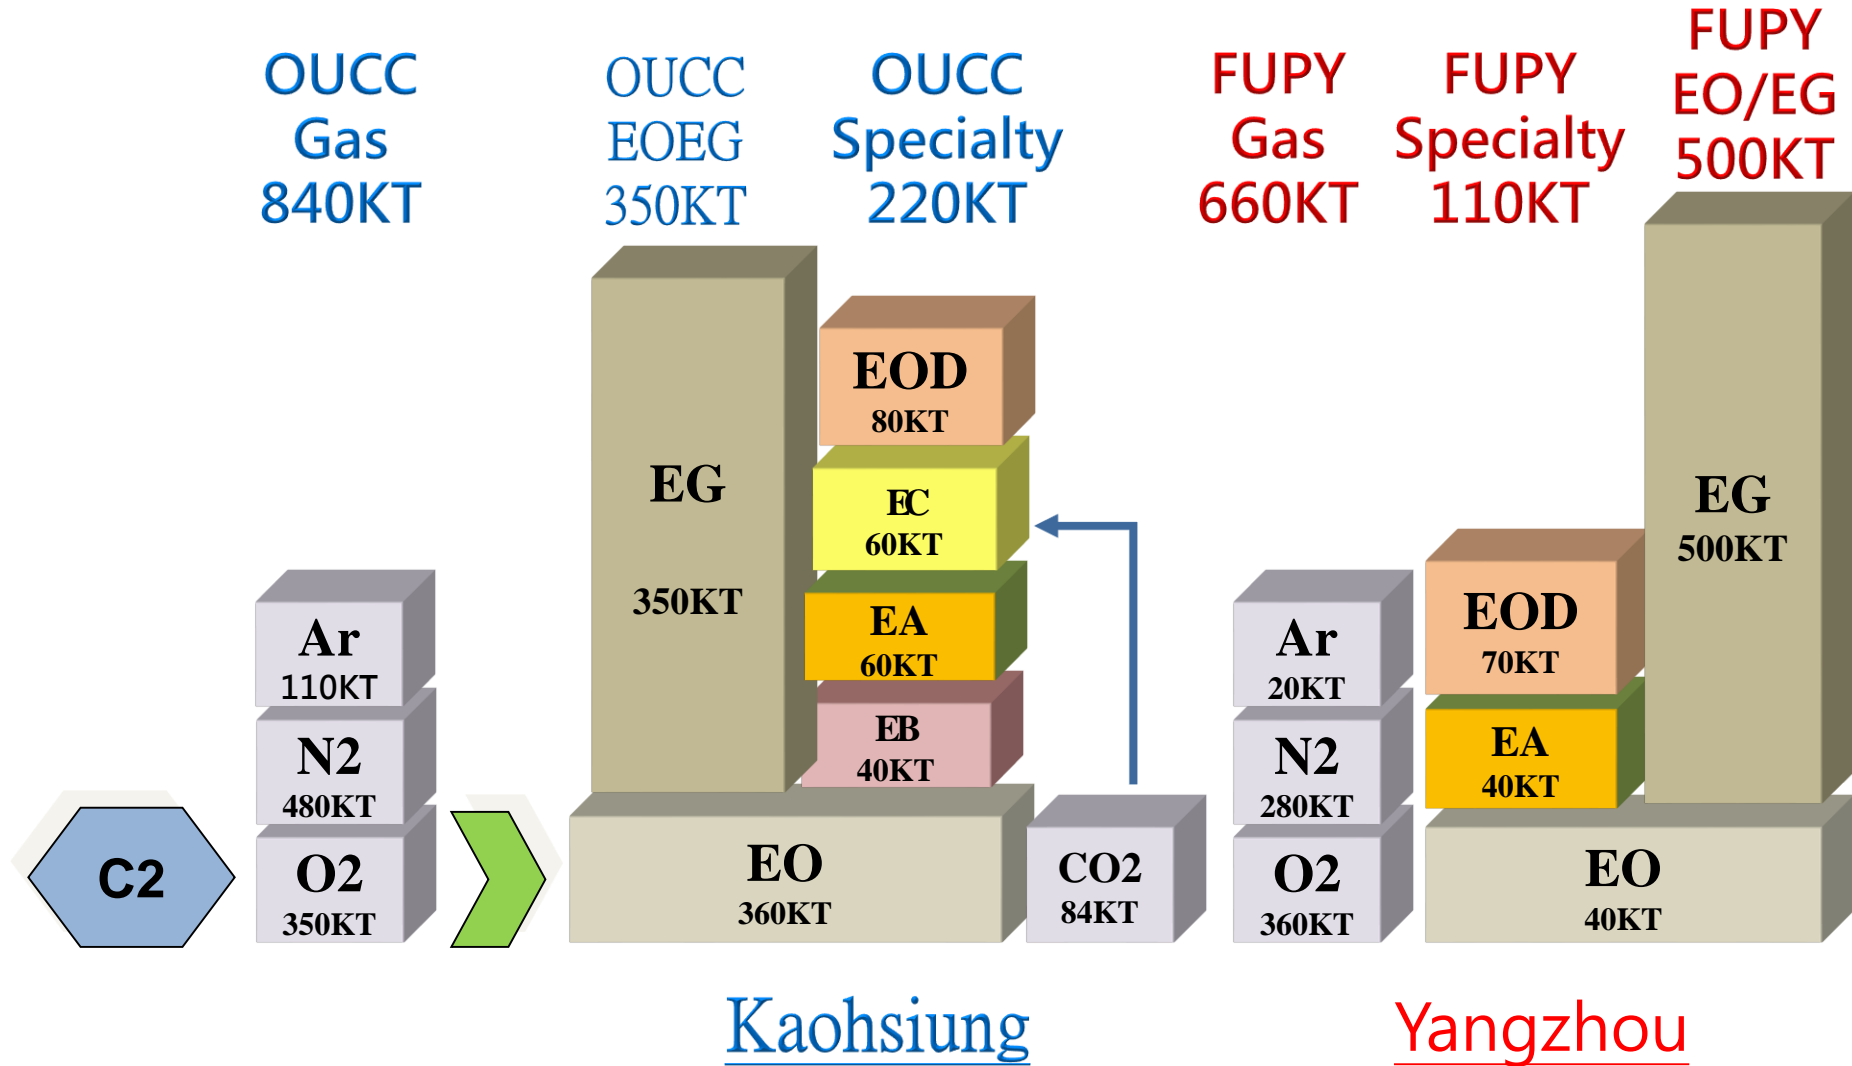 OUCC
Gas
840KT
OUCC
EOEG
350KT
OUCC
Specialty
220KT
FUPY
Gas
660KT
FUPY
Specialty
110KT
FUPY
EO/EG
500KT
C2
Ar
110KT
N2
480KT
O2
350KT
EG
350KT
EOD
80KT
EC
60KT
EA
60KT
EB
40KT
EO
360KT
CO2
84KT
Ar
20KT
N2
280KT
O2
360KT
EOD
70KT
EA
40KT
EG
500KT
EO
40KT
Kaohsiung
Yangzhou